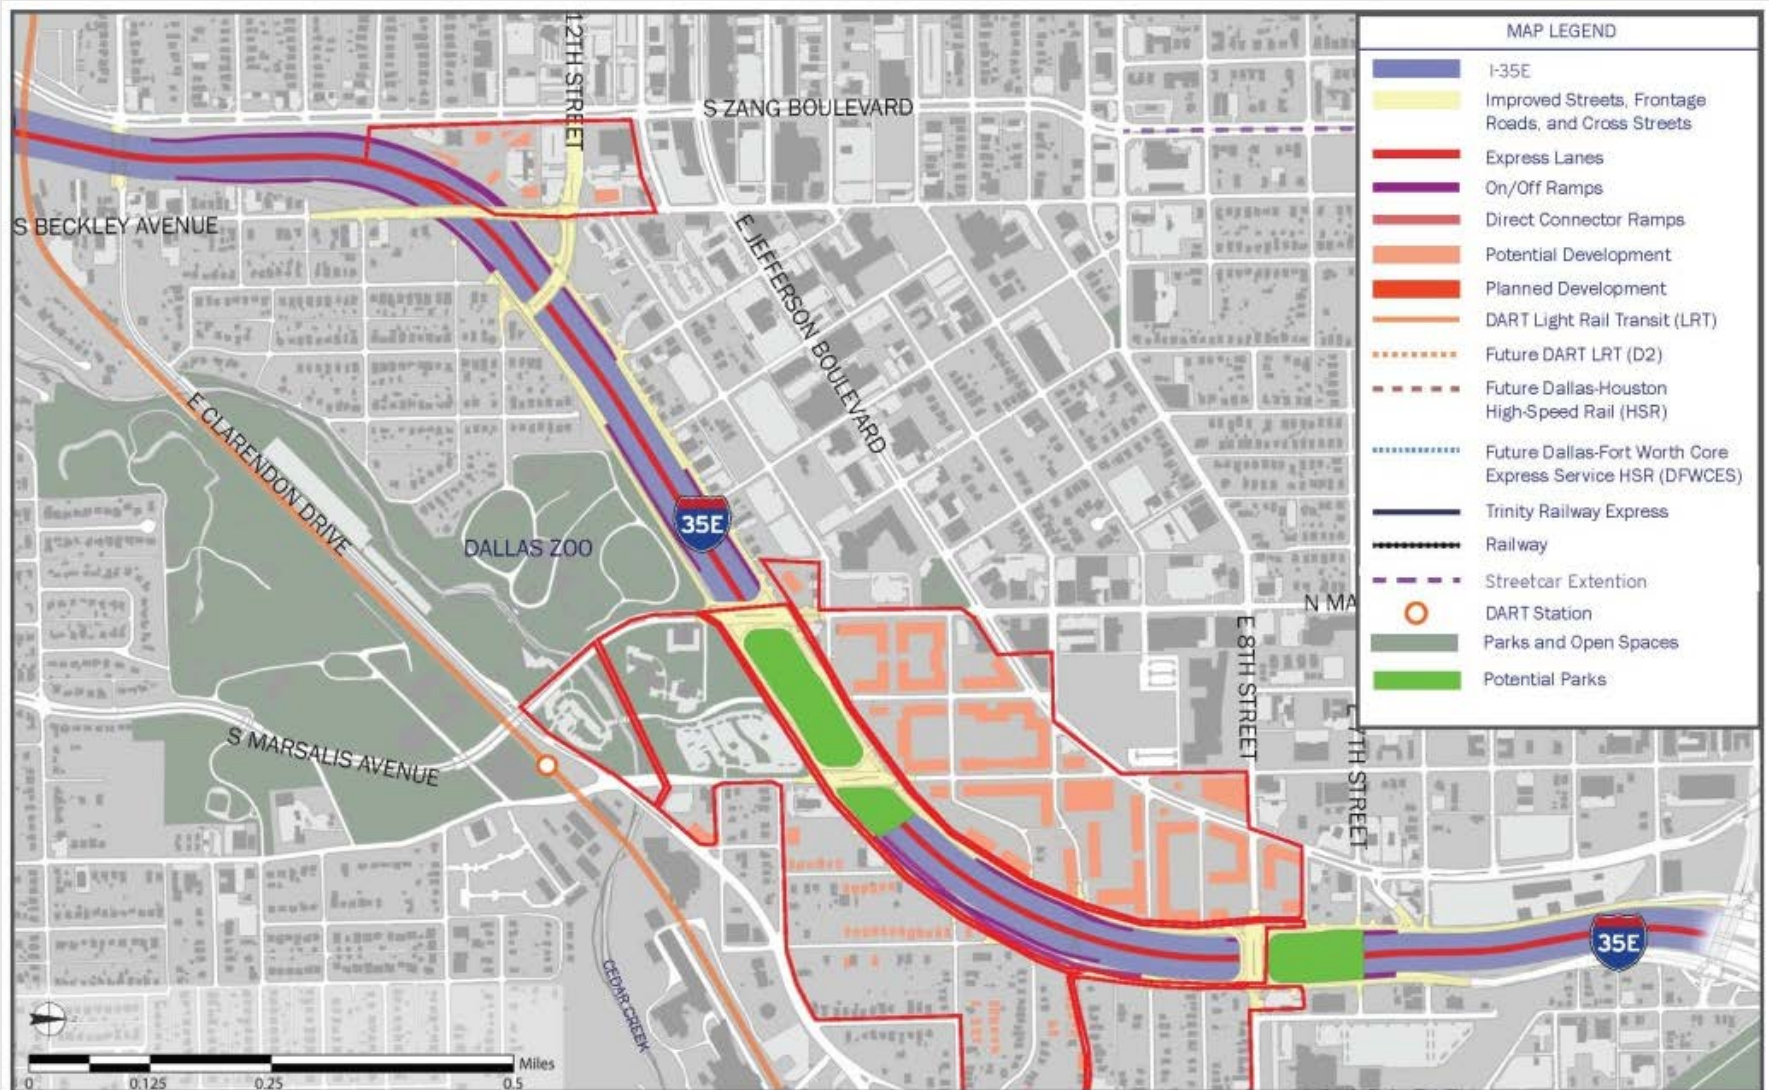 12TH STREET
S ZANG BOULEVARD
S BECKLEY AVENUE
E JEFFERSON BOULEVARD
E CLARENDON DRIVE
35E
DALLAS ZOO
N MA
E 8TH STREET
E 7TH STREET
S MARSALIS AVENUE
35E
CEDAR CREEK
0
0.125
0.25
0.5
Miles
MAP LEGEND
I-35E
Improved Streets, Frontage
Roads, and Cross Streets
Express Lanes
On/Off Ramps
Direct Connector Ramps
Potential Development
Planned Development
DART Light Rail Transit (LRT)
Future DART LRT (D2)
Future Dallas-Houston
High-Speed Rail (HSR)
Future Dallas-Fort Worth Core
Express Service HSR (DFWCES)
Trinity Railway Express
Railway
Streetcar Extention
DART Station
Parks and Open Spaces
Potential Parks